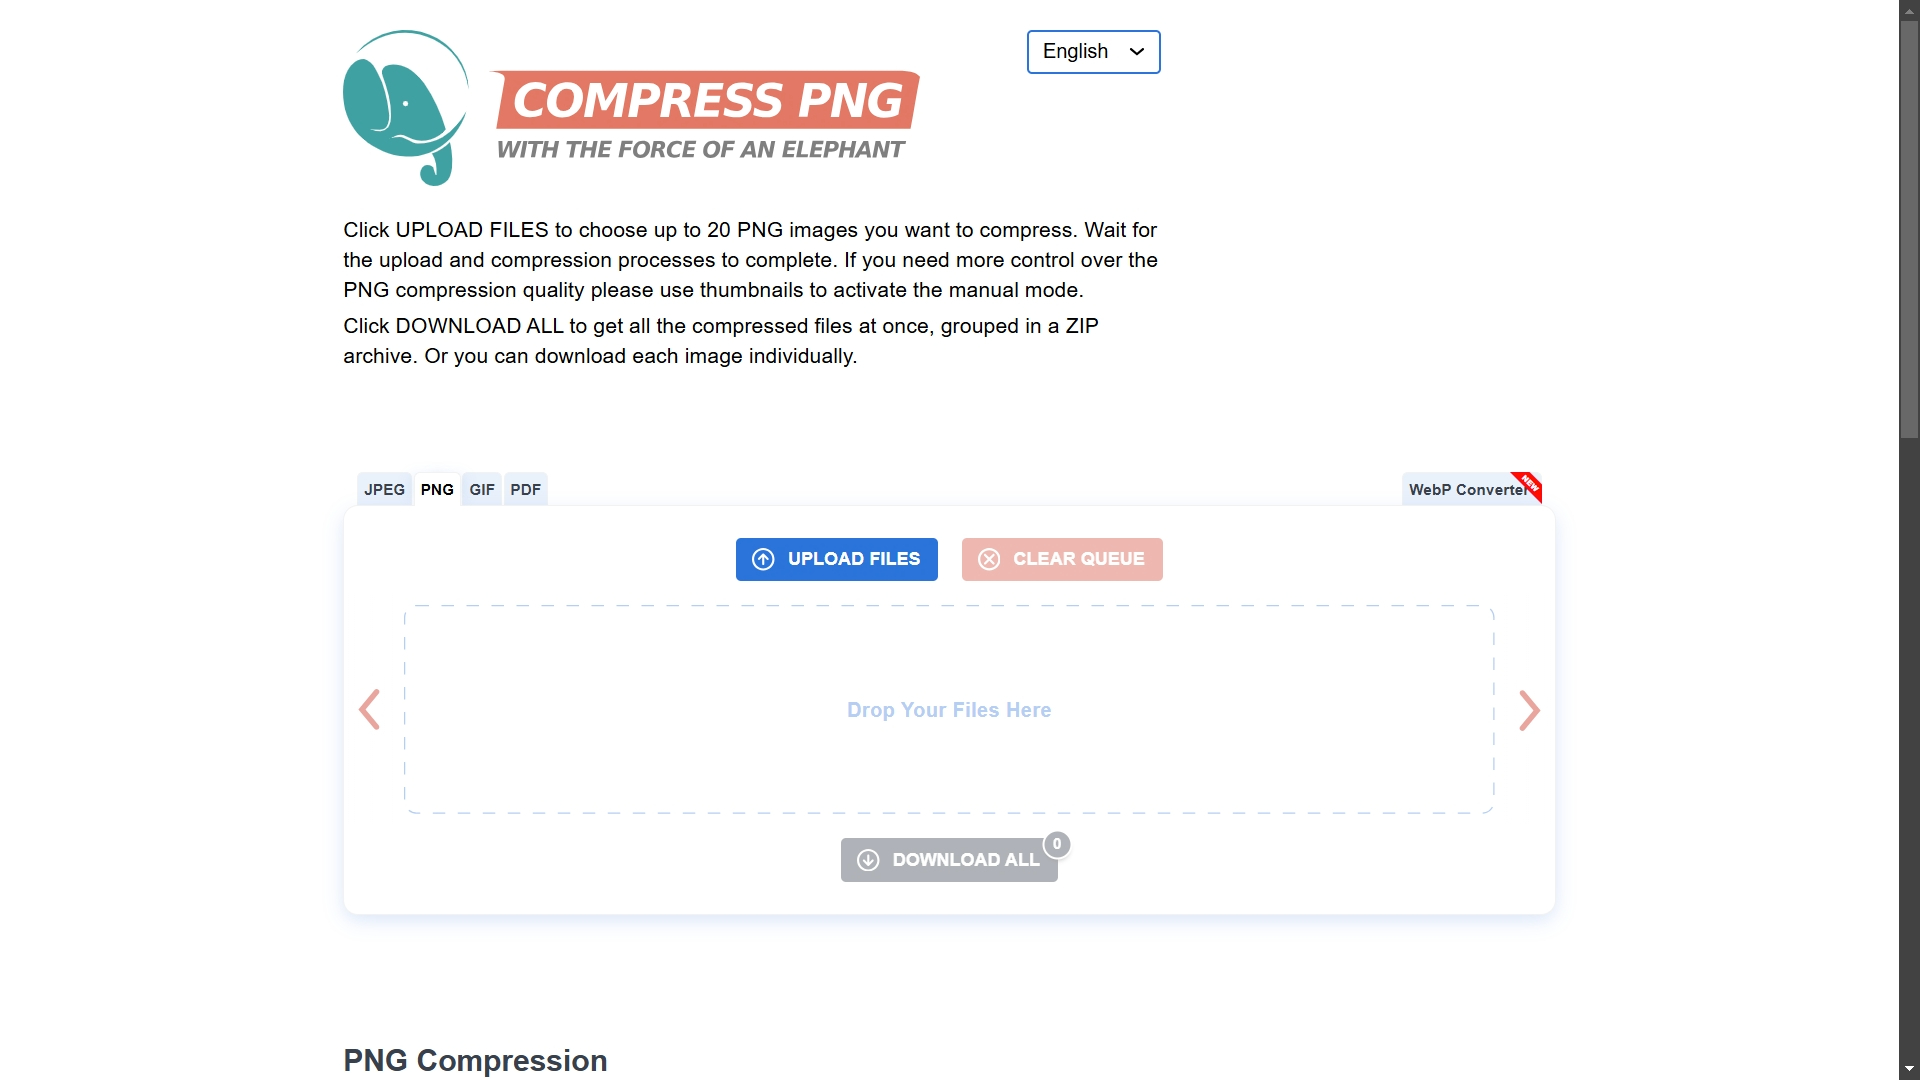 English
COMPRESS PNG
WITH THE FORCE OF AN ELEPHANT
Click UPLOAD FILES to choose up to 20 PNG images you want to compress. Wait for
the upload and compression processes to complete. If you need more control over the
PNG compression quality please use thumbnails to activate the manual mode.
Click DOWNLOAD ALL to get all the compressed files at once, grouped in a ZIP
archive. Or you can download each image individually.
JPEG PNG GIF PDF WebP Converter NEW
UPLOAD FILES CLEAR QUEUE
Drop Your Files Here
DOWNLOAD ALL 0
PNG Compression